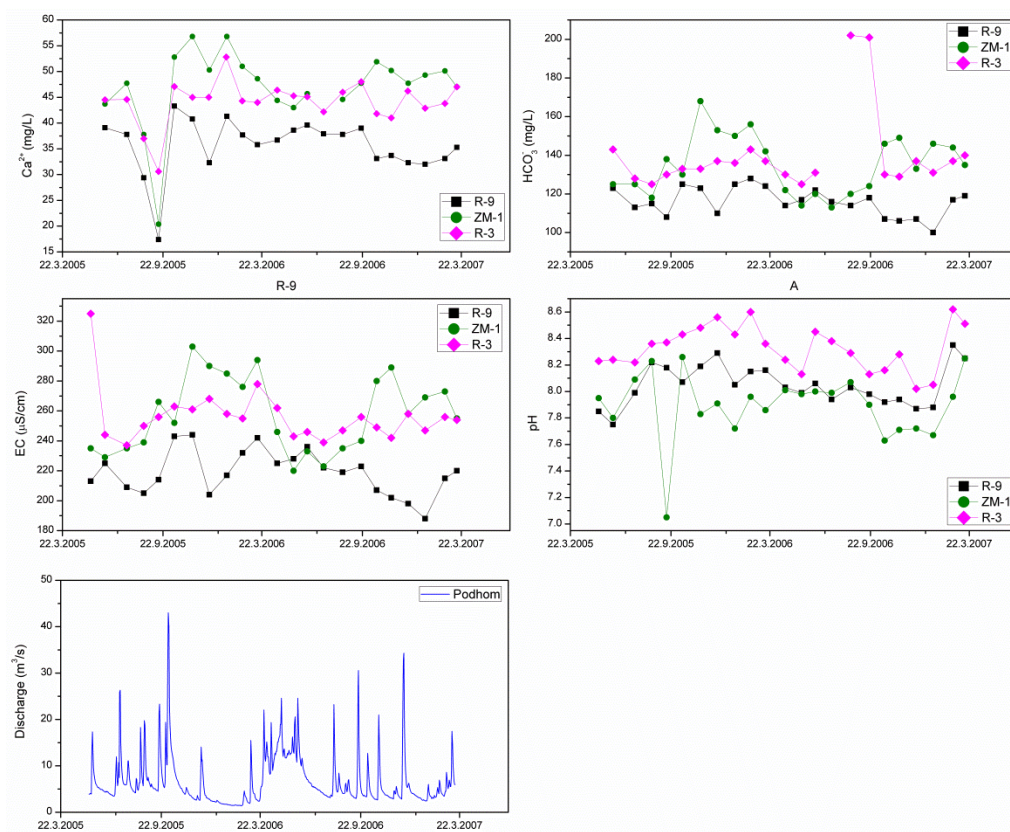 60
55
50
45
40
35
30
25
20
15
Ca²⁺ (mg/L)
R-9
ZM-1
R-3
22.3.2005 22.9.2005 22.3.2006 22.9.2006 22.3.2007
R-9
200
180
160
140
120
100
HCO₃⁻ (mg/L)
R-9
ZM-1
R-3
22.3.2005 22.9.2005 22.3.2006 22.9.2006 22.3.2007
A
320
300
280
260
240
220
200
180
EC (µS/cm)
R-9
ZM-1
R-3
22.3.2005 22.9.2005 22.3.2006 22.9.2006 22.3.2007
8.6
8.4
8.2
8.0
7.8
7.6
7.4
7.2
7.0
pH
R-9
ZM-1
R-3
22.3.2005 22.9.2005 22.3.2006 22.9.2006 22.3.2007
50
40
30
20
10
0
Discharge (m³/s)
Podhom
22.3.2005 22.9.2005 22.3.2006 22.9.2006 22.3.2007